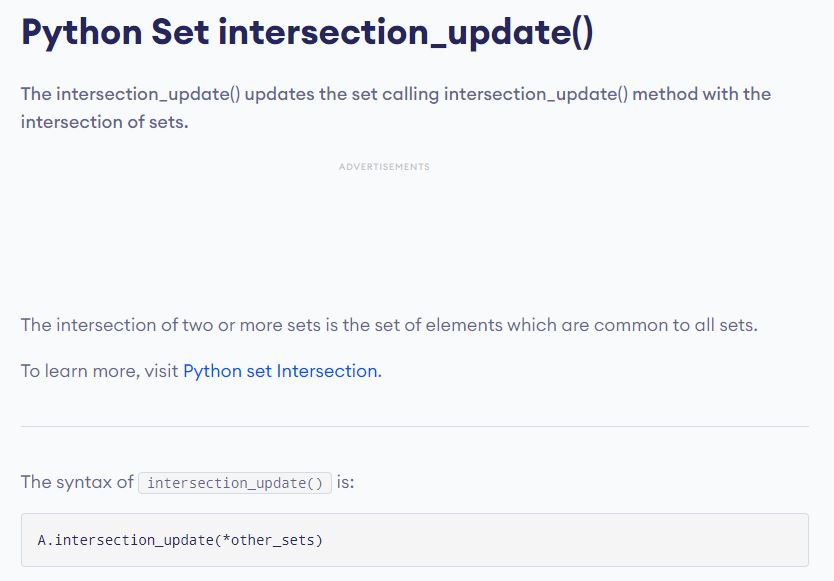 Python Set intersection_update()
The intersection_update() updates the set calling intersection_update() method with the
intersection of sets.
ADVERTISEMENTS
The intersection of two or more sets is the set of elements which are common to all sets.
To learn more, visit Python set Intersection.
The syntax of intersection_update() is:
A.intersection_update(*other_sets)